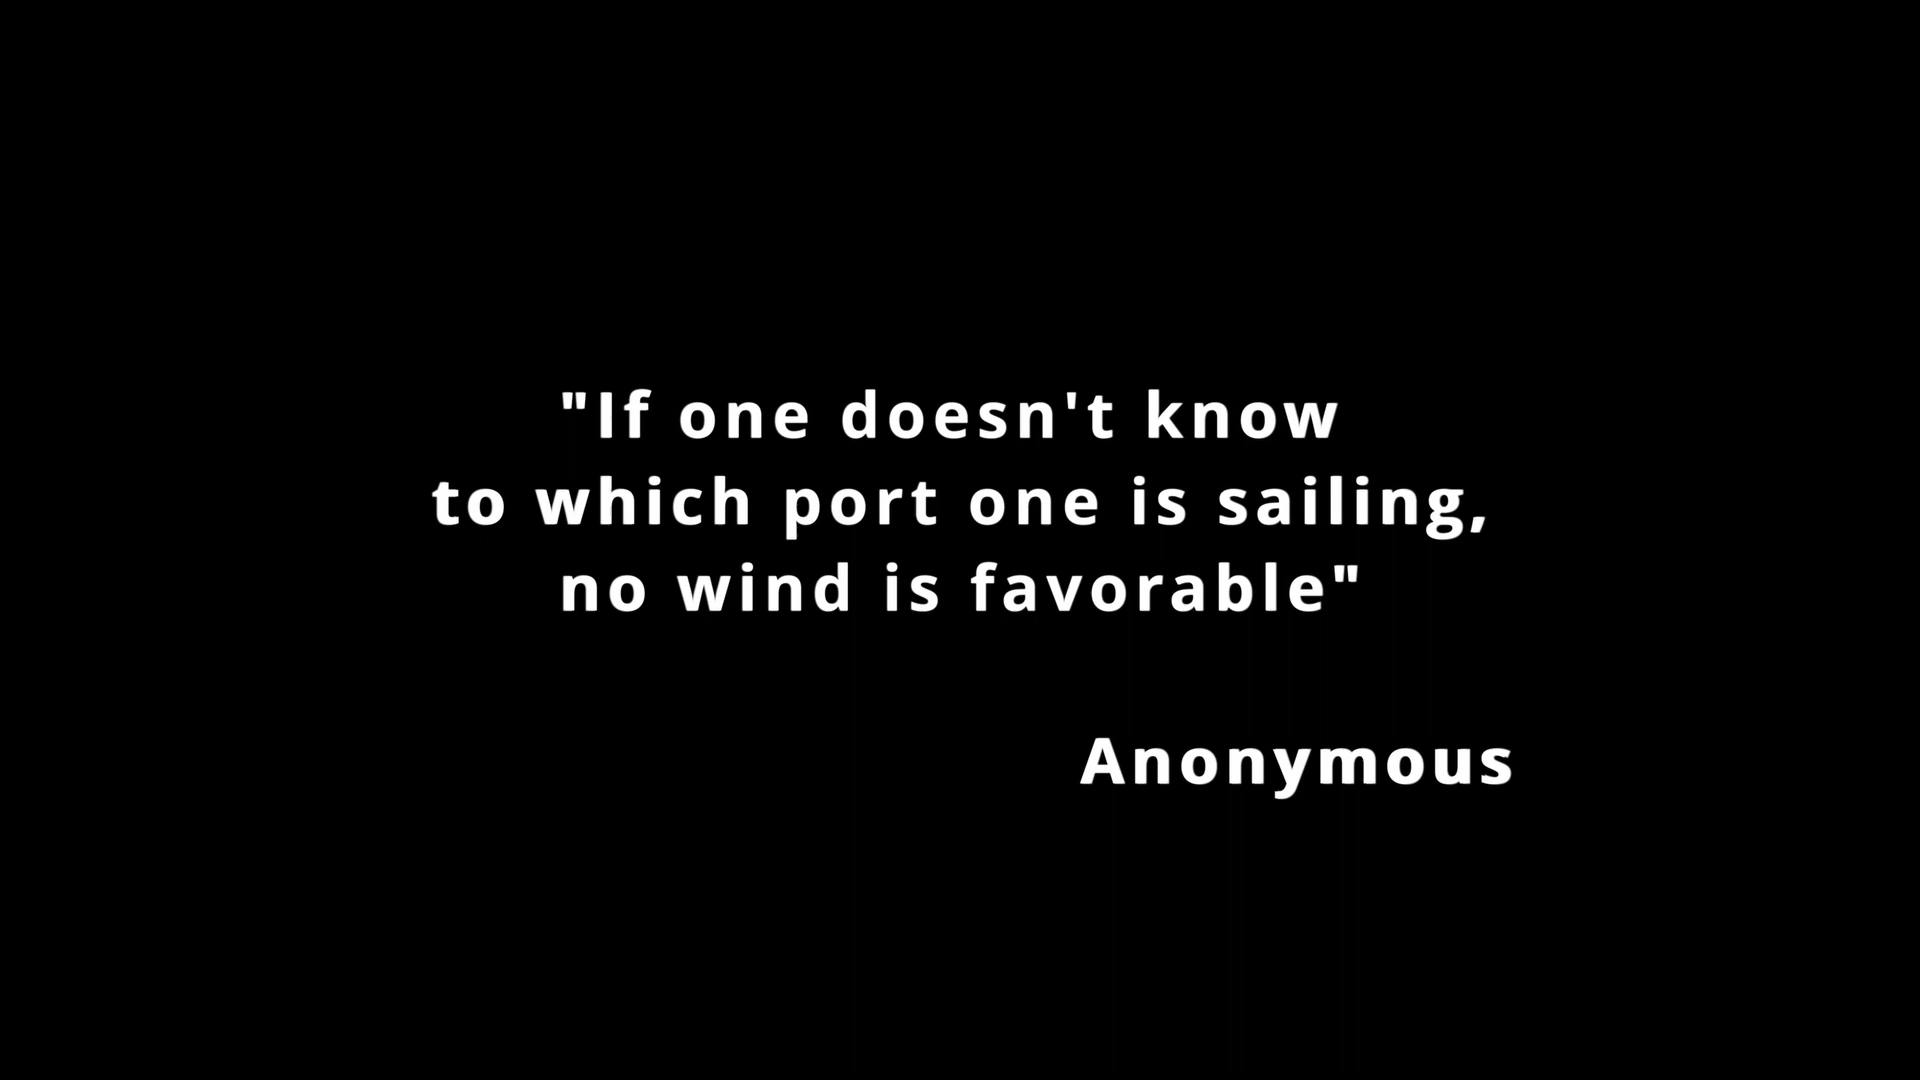 "If one doesn't know
to which port one is sailing,
no wind is favorable"
Anonymous